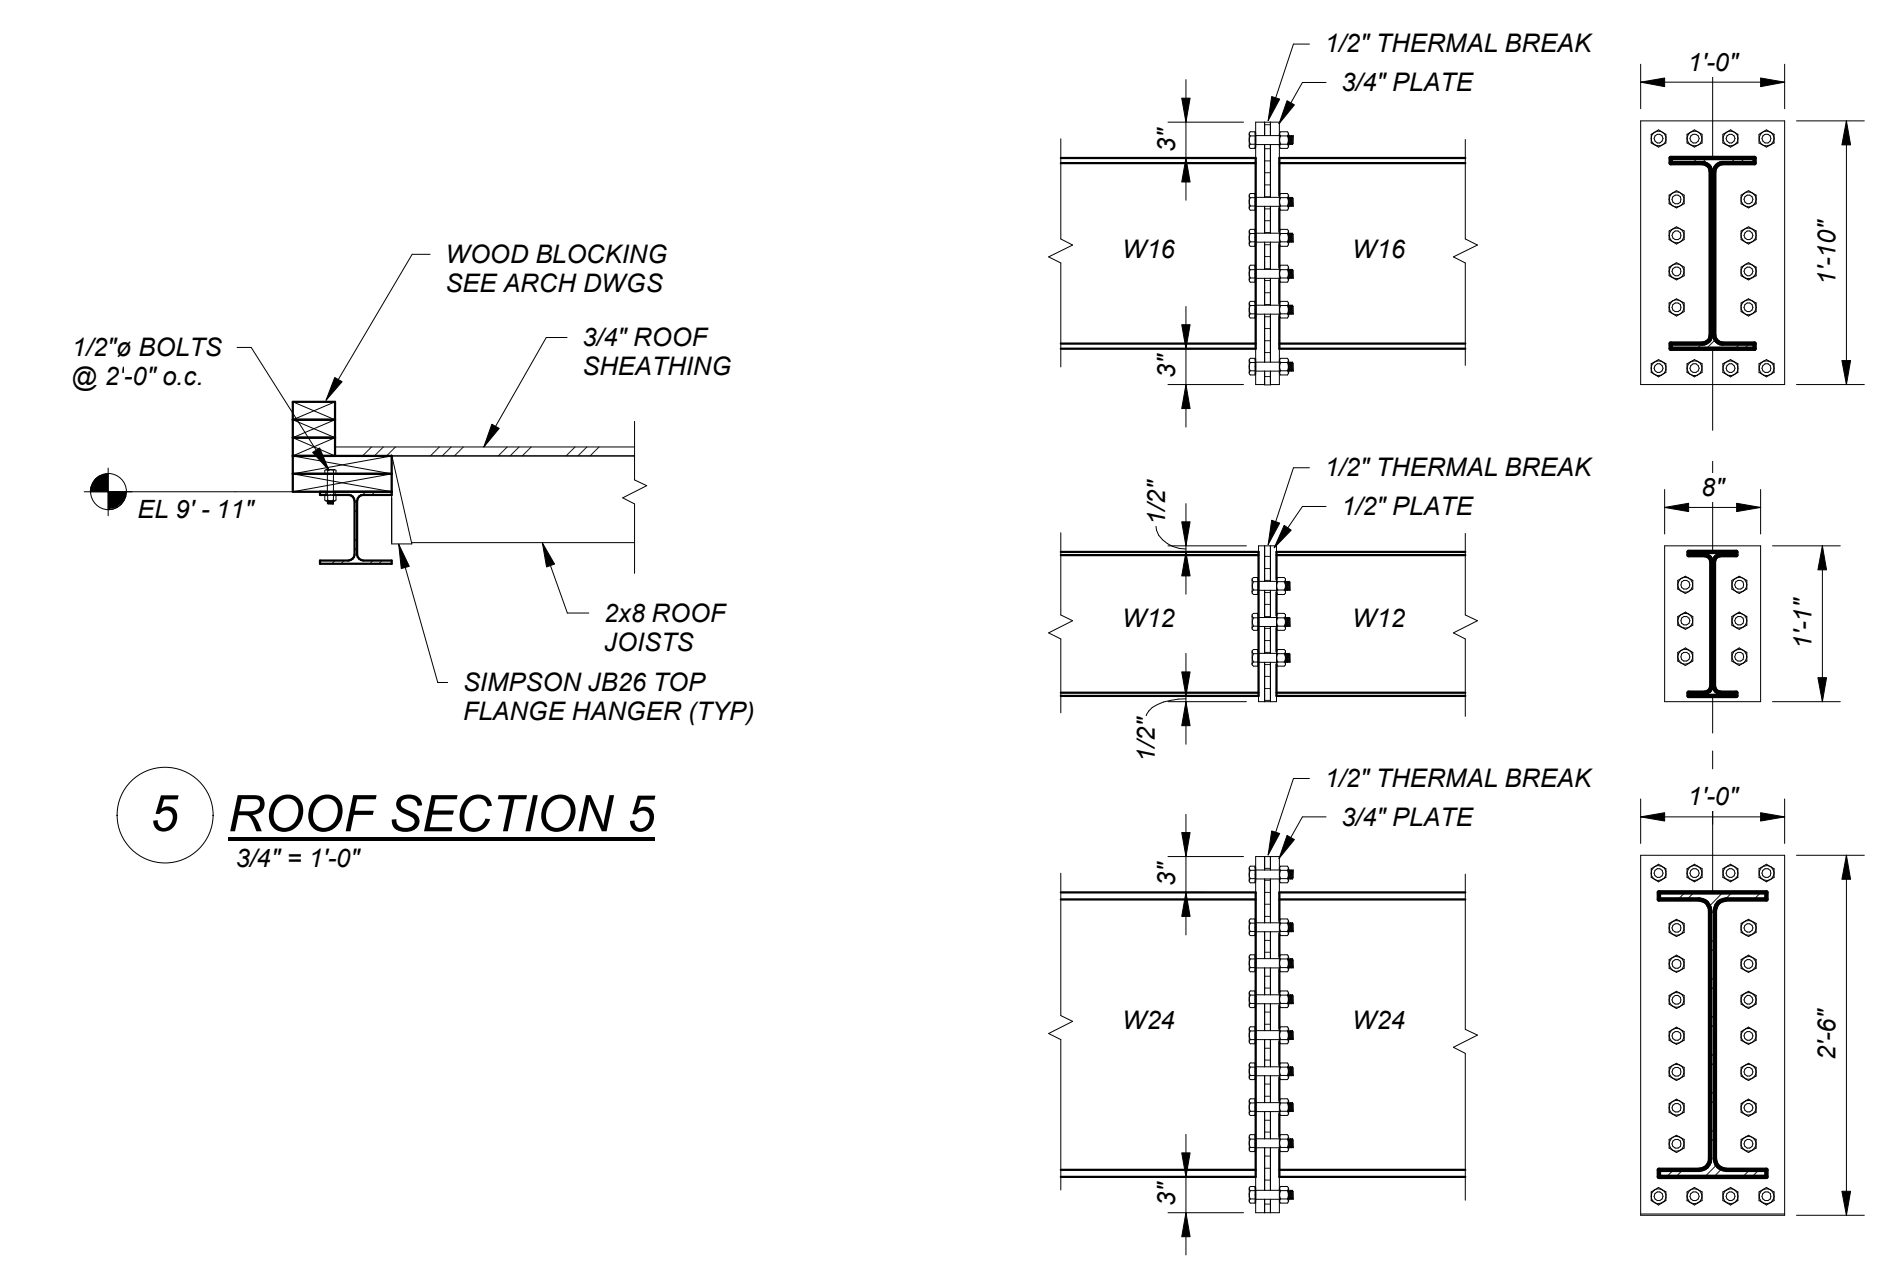 WOOD BLOCKING
SEE ARCH DWGS
1/2"ø BOLTS
@ 2'-0" o.c.
3/4" ROOF
SHEATHING
EL 9' - 11"
2x8 ROOF
JOISTS
SIMPSON JB26 TOP
FLANGE HANGER (TYP)
5
ROOF SECTION 5
3/4" = 1'-0"
1/2" THERMAL BREAK
3/4" PLATE
3"
W16
W16
3"
1'-0"
1'-10"
1/2" THERMAL BREAK
1/2" PLATE
1/2"
W12
W12
1/2"
8"
1'-1"
1/2" THERMAL BREAK
3/4" PLATE
3"
W24
W24
3"
1'-0"
2'-6"